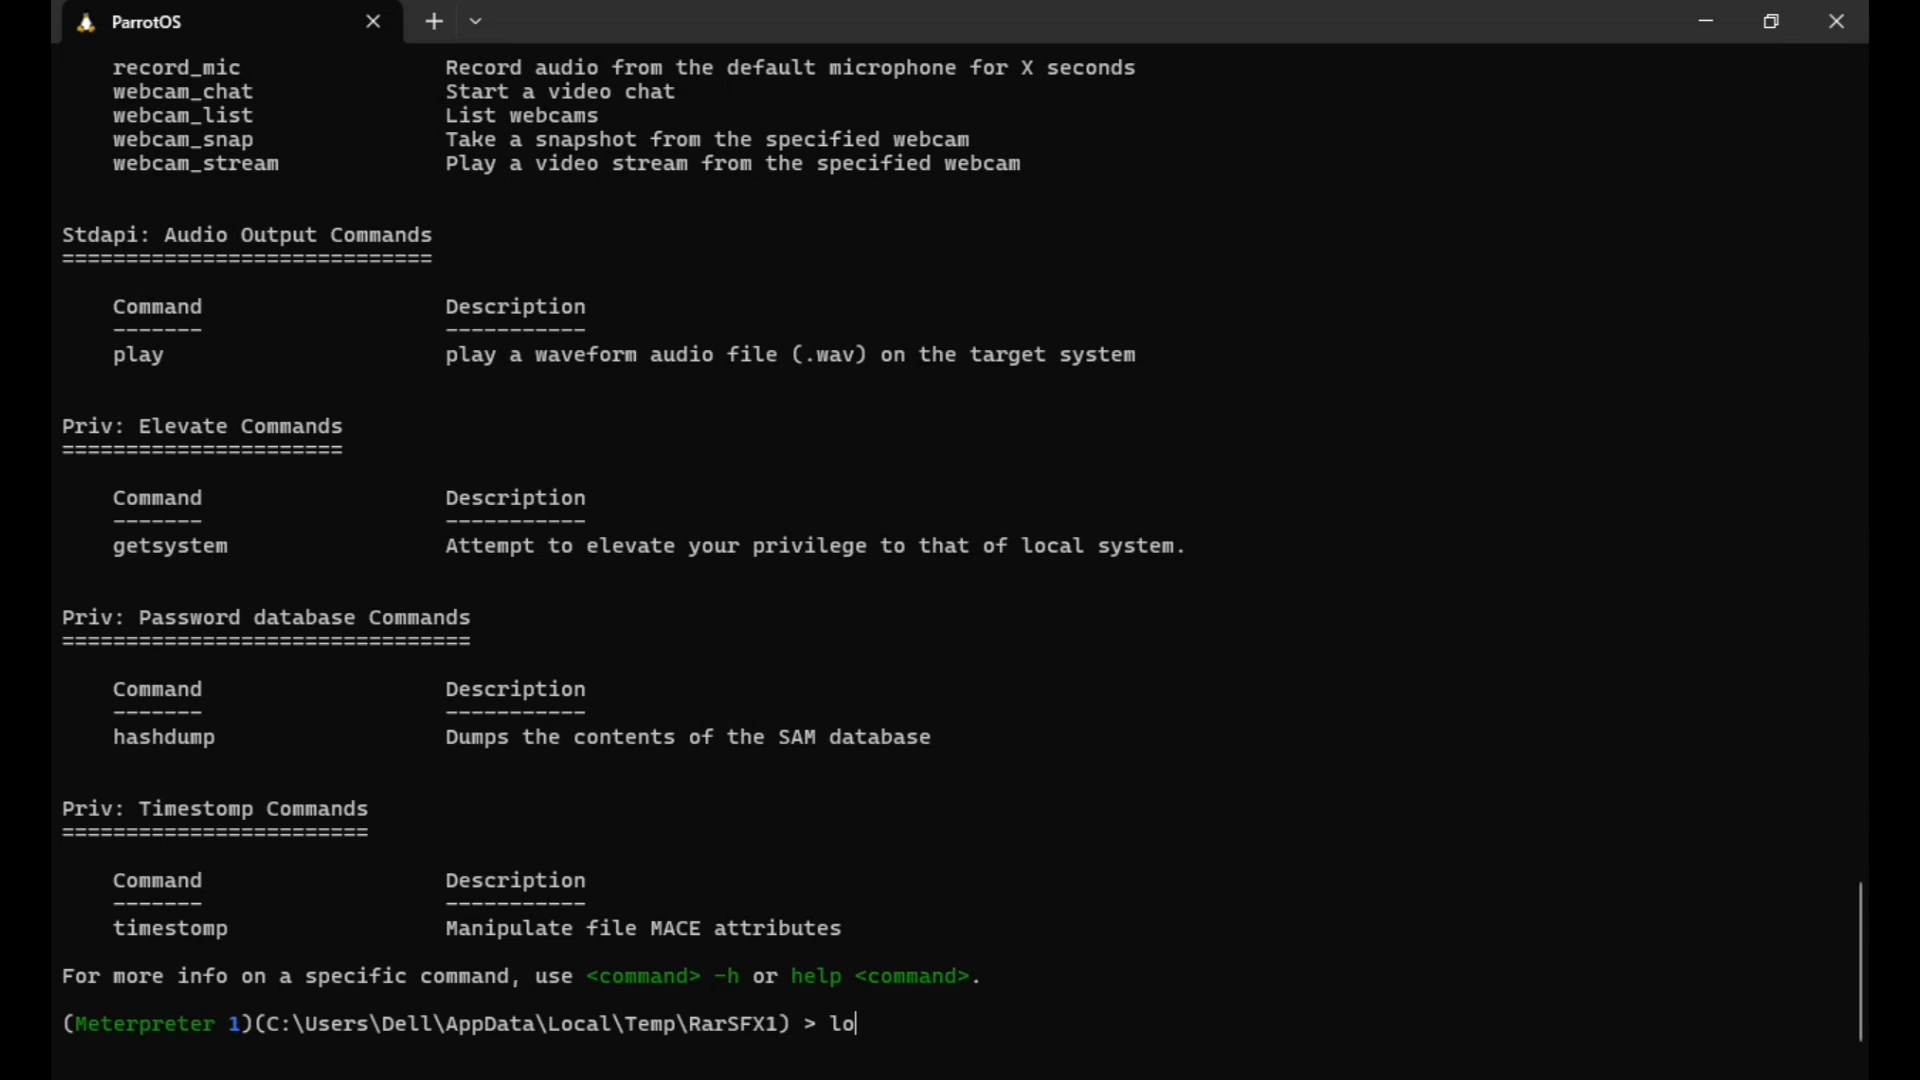 ParrotOS
record_mic Record audio from the default microphone for X seconds
webcam_chat Start a video chat
webcam_list List webcams
webcam_snap Take a snapshot from the specified webcam
webcam_stream Play a video stream from the specified webcam
Stdapi: Audio Output Commands
=============================
Command Description
------- -----------
play play a waveform audio file (.wav) on the target system
Priv: Elevate Commands
======================
Command Description
------- -----------
getsystem Attempt to elevate your privilege to that of local system.
Priv: Password database Commands
================================
Command Description
------- -----------
hashdump Dumps the contents of the SAM database
Priv: Timestomp Commands
========================
Command Description
------- -----------
timestomp Manipulate file MACE attributes
For more info on a specific command, use <command> -h or help <command>.
(Meterpreter 1)(C:\Users\Dell\AppData\Local\Temp\RarSFX1) > lo